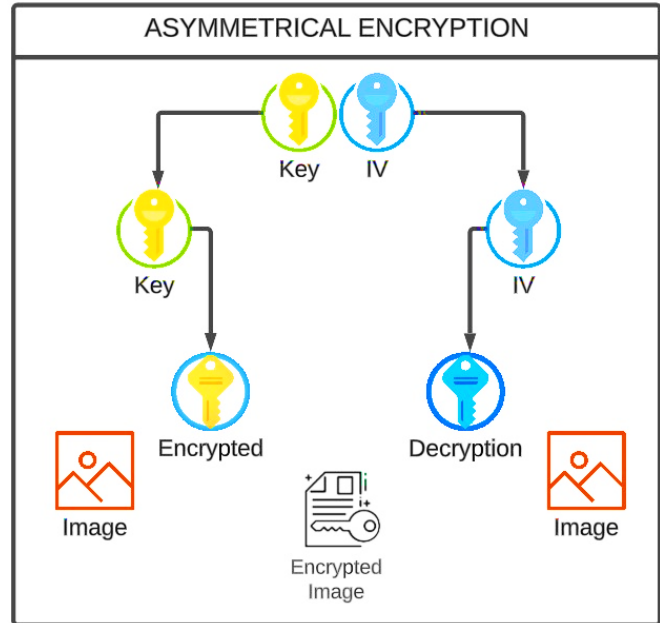 ASYMMETRICAL ENCRYPTION
Key
IV
Key
IV
Encrypted
Decryption
Image
Image
Encrypted
Image